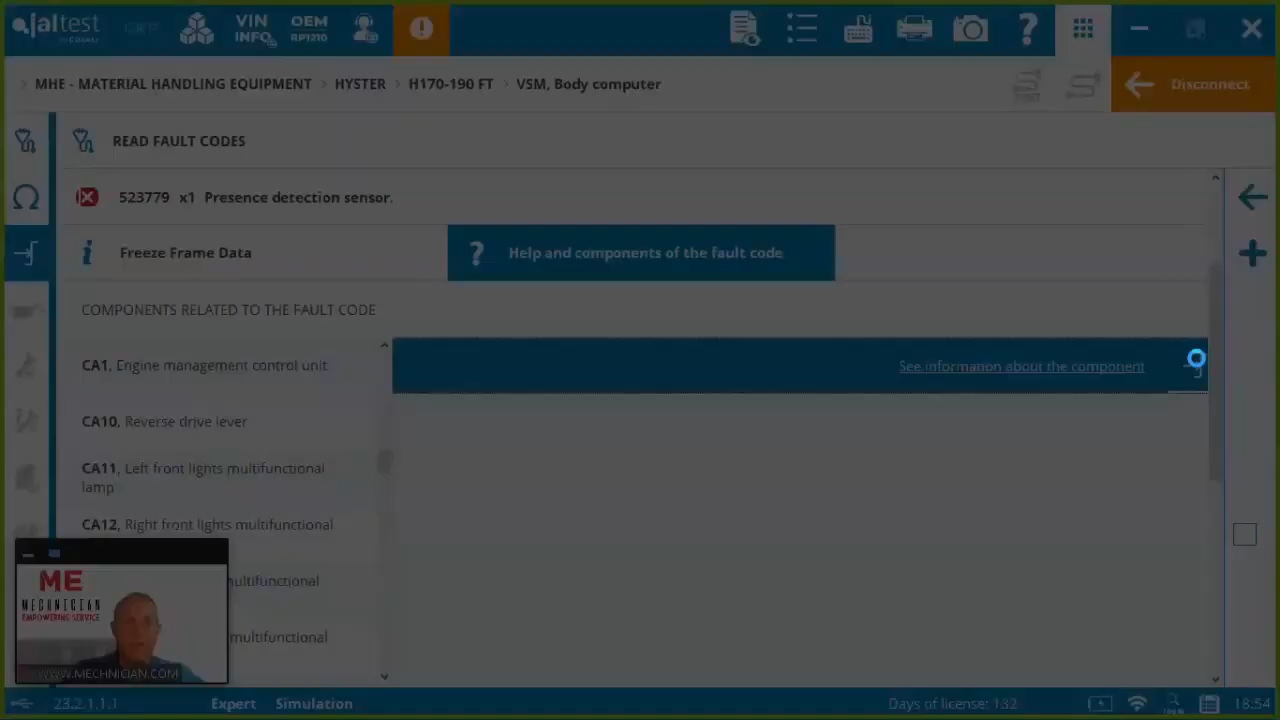 jaltest
BY COJALI
GRP
VIN
INFO
OEM
RP1210
MHE - MATERIAL HANDLING EQUIPMENT
HYSTER
H170-190 FT
VSM, Body computer
Disconnect
READ FAULT CODES
523779 x1 Presence detection sensor.
Freeze Frame Data
? Help and components of the fault code
COMPONENTS RELATED TO THE FAULT CODE
CA1, Engine management control unit
See information about the component
CA10, Reverse drive lever
CA11, Left front lights multifunctional
lamp
CA12, Right front lights multifunctional
multifunctional
multifunctional
ME
MECHNICIAN
EMPOWERING SERVICE
WWW.MECHNICIAN.COM
23.2.1.1.1
Expert
Simulation
Days of license: 132
18:54